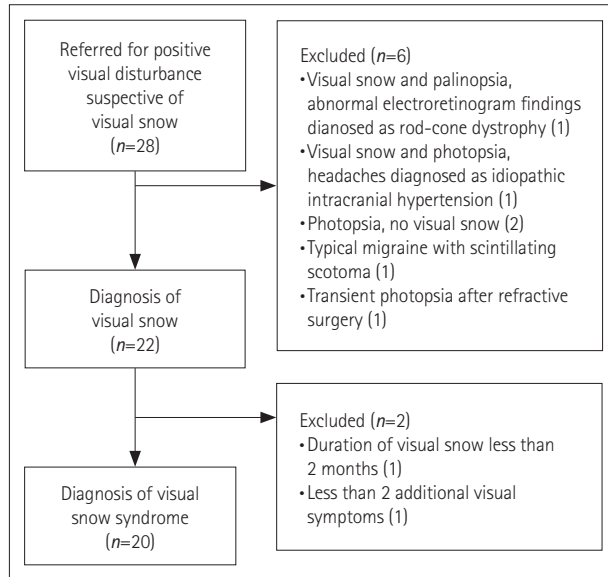 Referred for positive
visual disturbance
suspective of
visual snow
(n=28)
Excluded (n=6)
•Visual snow and palinopsia,
abnormal electroretinogram findings
dianosed as rod-cone dystrophy (1)
•Visual snow and photopsia,
headaches diagnosed as idiopathic
intracranial hypertension (1)
•Photopsia, no visual snow (2)
•Typical migraine with scintillating
scotoma (1)
•Transient photopsia after refractive
surgery (1)
Diagnosis of
visual snow
(n=22)
Excluded (n=2)
•Duration of visual snow less than
2 months (1)
•Less than 2 additional visual
symptoms (1)
Diagnosis of visual
snow syndrome
(n=20)